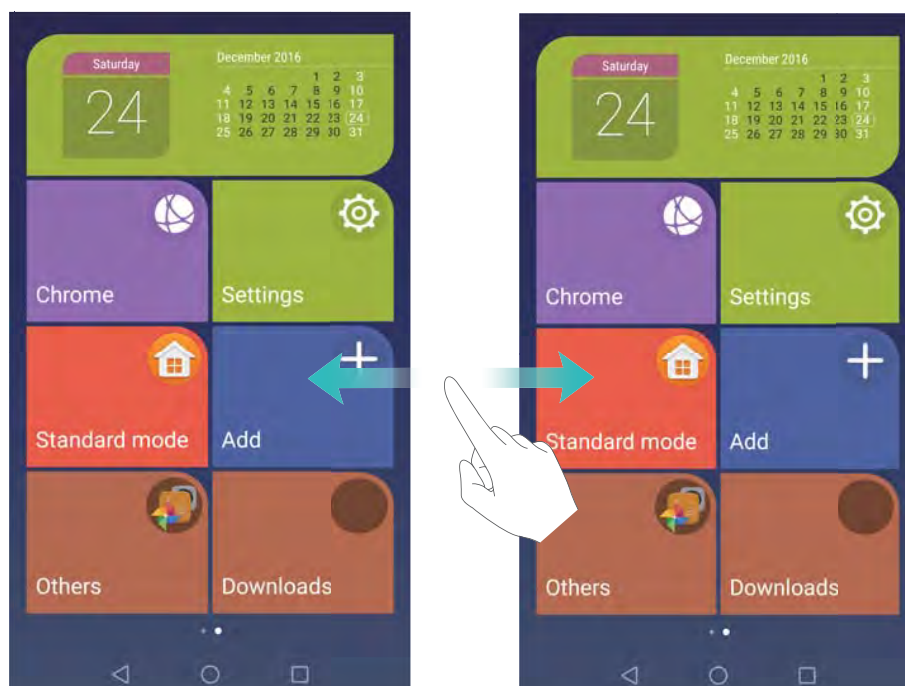 Saturday
24
December 2016
1 2 3
4 5 6 7 8 9 10
11 12 13 14 15 16 17
18 19 20 21 22 23 24
25 26 27 28 29 30 31
Chrome
Settings
Standard mode
Add
Others
Downloads
Saturday
24
December 2016
1 2 3
4 5 6 7 8 9 10
11 12 13 14 15 16 17
18 19 20 21 22 23 24
25 26 27 28 29 30 31
Chrome
Settings
Standard mode
Add
Others
Downloads